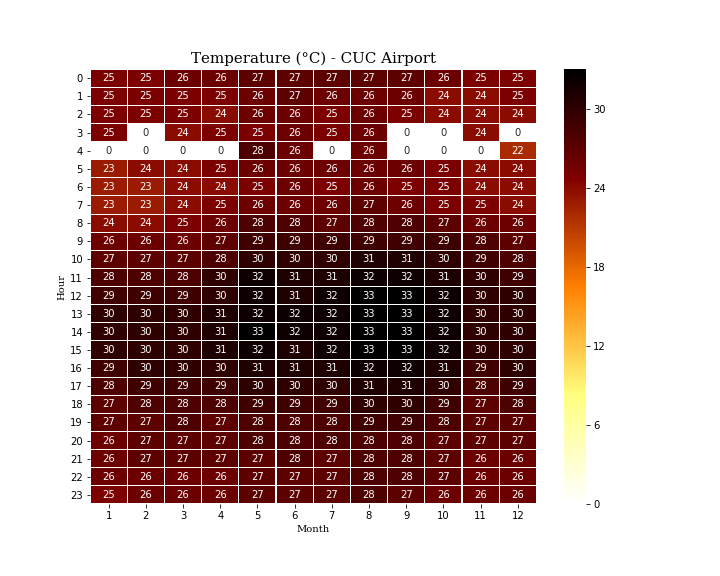 Temperature (°C) - CUC Airport
0 25 25 26 26 27 27 27 27 27 26 25 25
1 25 25 25 25 26 27 26 26 26 24 24 25
2 25 25 25 24 26 26 25 26 25 24 24 24
3 25 0 24 25 25 26 25 26 0 0 24 0
4 0 0 0 0 28 26 0 26 0 0 0 22
5 23 24 24 25 26 26 26 26 26 25 24 24
6 23 23 24 24 25 26 25 26 25 25 24 24
7 23 23 24 25 26 26 26 27 26 25 25 24
8 24 24 25 26 28 28 27 28 28 27 26 26
9 26 26 26 27 29 29 29 29 29 29 28 27
10 27 27 27 28 30 30 30 31 31 30 29 28
11 28 28 28 30 32 31 31 32 32 31 30 29
12 29 29 29 30 32 31 32 33 33 32 30 30
13 30 30 30 31 32 32 32 33 33 32 30 30
14 30 30 30 31 33 32 32 33 33 32 30 30
15 30 30 30 31 32 31 32 33 33 32 30 30
16 29 30 30 30 31 31 31 32 32 31 29 30
17 28 29 29 29 30 30 30 31 31 30 28 29
18 27 28 28 28 29 29 29 30 30 29 27 28
19 27 27 28 27 28 28 28 29 29 28 27 27
20 26 27 27 27 28 28 28 28 28 27 27 27
21 26 27 27 27 27 28 27 28 28 27 26 26
22 26 26 26 26 27 27 27 28 28 27 26 26
23 25 26 26 26 27 27 27 28 27 26 26 26
1 2 3 4 5 6 7 8 9 10 11 12
Month
Hour
30
24
18
12
6
0